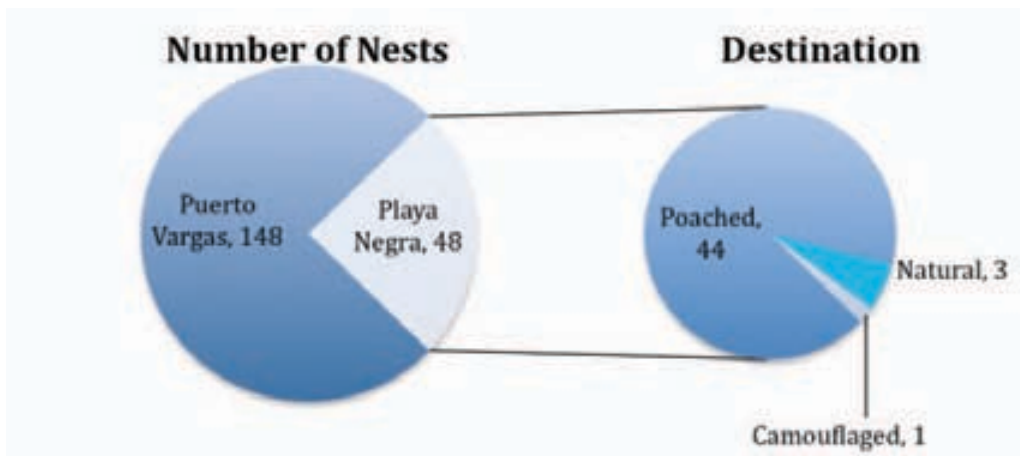 Number of Nests
Destination
Puerto
Vargas, 148
Playa
Negra, 48
Poached,
44
Natural, 3
Camouflaged, 1